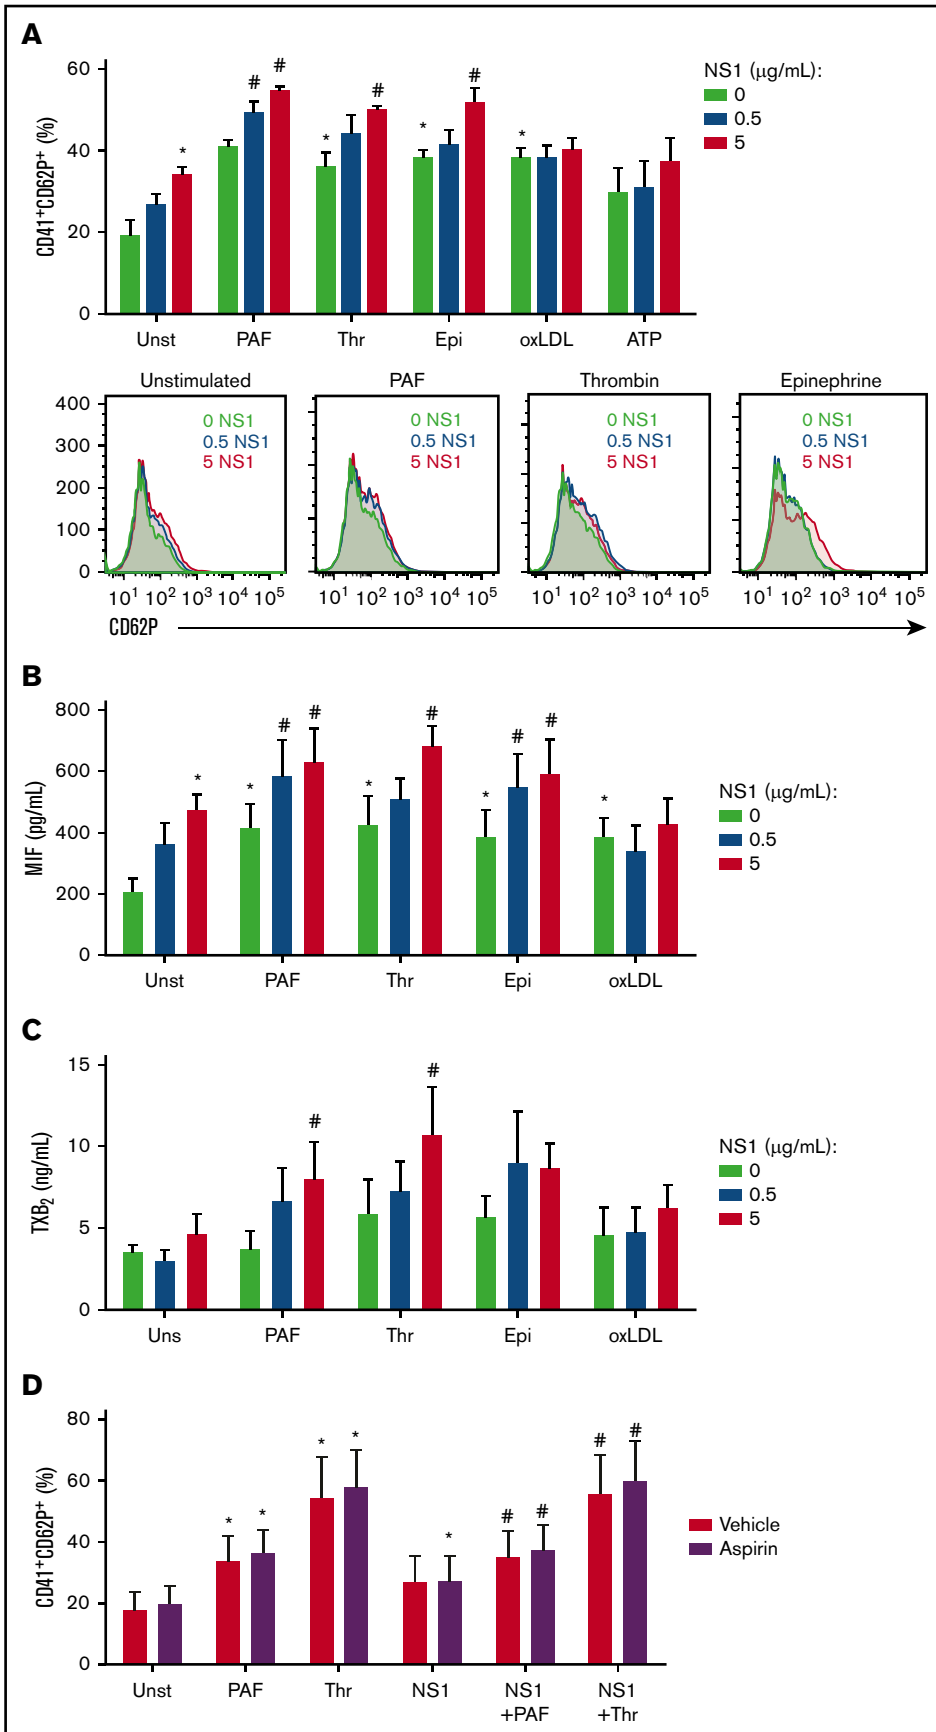 A
CD41+CD62P+ (%)
60
40
20
0
# # # # * * * *
Unst PAF Thr Epi oxLDL ATP
NS1 (µg/mL):
0
0.5
5
Unstimulated PAF Thrombin Epinephrine
400
300
200
100
0
0 NS1 0 NS1 0 NS1 0 NS1
0.5 NS1 0.5 NS1 0.5 NS1 0.5 NS1
5 NS1 5 NS1 5 NS1 5 NS1
10¹ 10² 10³ 10⁴ 10⁵ 10¹ 10² 10³ 10⁴ 10⁵ 10¹ 10² 10³ 10⁴ 10⁵ 10¹ 10² 10³ 10⁴ 10⁵
CD62P
B
MIF (pg/mL)
800
600
400
200
0
* * # # * # * # # *
Unst PAF Thr Epi oxLDL
NS1 (µg/mL):
0
0.5
5
C
TXB₂ (ng/mL)
15
10
5
0
# #
Uns PAF Thr Epi oxLDL
NS1 (µg/mL):
0
0.5
5
D
CD41+CD62P+ (%)
80
60
40
20
0
* * * * * # # # #
Unst PAF Thr NS1 NS1 +PAF NS1 +Thr
Vehicle
Aspirin